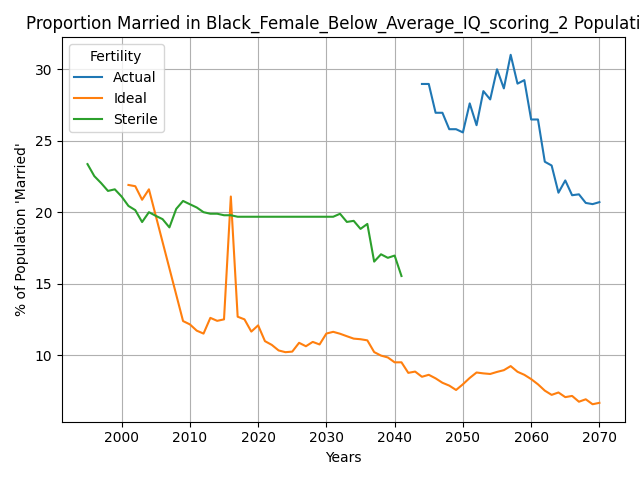 Proportion Married in Black_Female_Below_Average_IQ_scoring_2 Populati
Fertility
Actual
Ideal
Sterile
30
25
20
15
10
% of Population 'Married'
2000 2010 2020 2030 2040 2050 2060 2070
Years